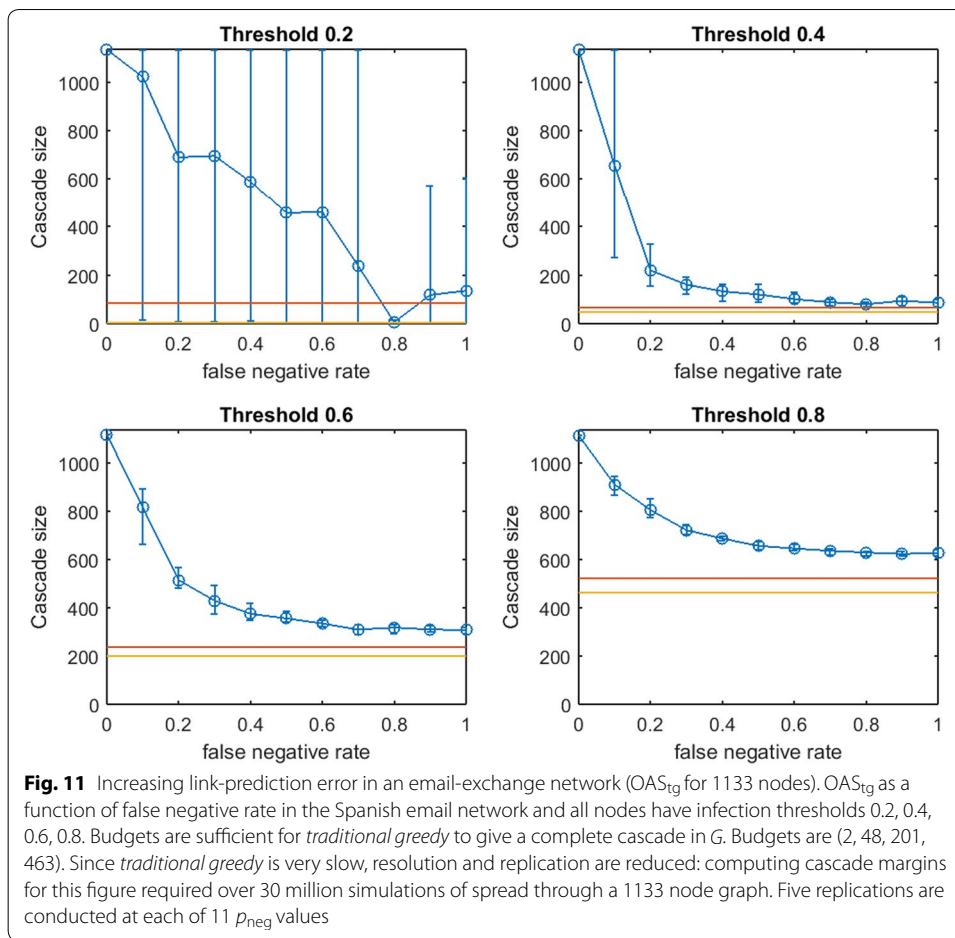 Threshold 0.2
Threshold 0.4
1000
800
600
400
200
0
Cascade size
0 0.2 0.4 0.6 0.8 1
false negative rate
1000
800
600
400
200
0
Cascade size
0 0.2 0.4 0.6 0.8 1
false negative rate
Threshold 0.6
Threshold 0.8
1000
800
600
400
200
0
Cascade size
0 0.2 0.4 0.6 0.8 1
false negative rate
1000
800
600
400
200
0
Cascade size
0 0.2 0.4 0.6 0.8 1
false negative rate
Fig. 11 Increasing link-prediction error in an email-exchange network (OAStg for 1133 nodes). OAStg as a
function of false negative rate in the Spanish email network and all nodes have infection thresholds 0.2, 0.4,
0.6, 0.8. Budgets are sufficient for traditional greedy to give a complete cascade in G. Budgets are (2, 48, 201,
463). Since traditional greedy is very slow, resolution and replication are reduced: computing cascade margins
for this figure required over 30 million simulations of spread through a 1133 node graph. Five replications are
conducted at each of 11 pneg values